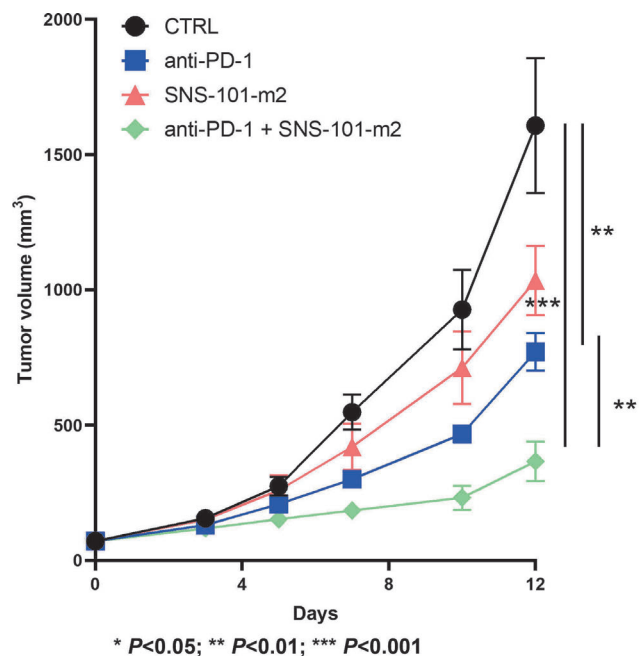 CTRL
anti-PD-1
SNS-101-m2
anti-PD-1 + SNS-101-m2
Tumor volume (mm³)
2000
1500
1000
500
0
0 4 8 12
Days
**
***
**
* P<0.05; ** P<0.01; *** P<0.001